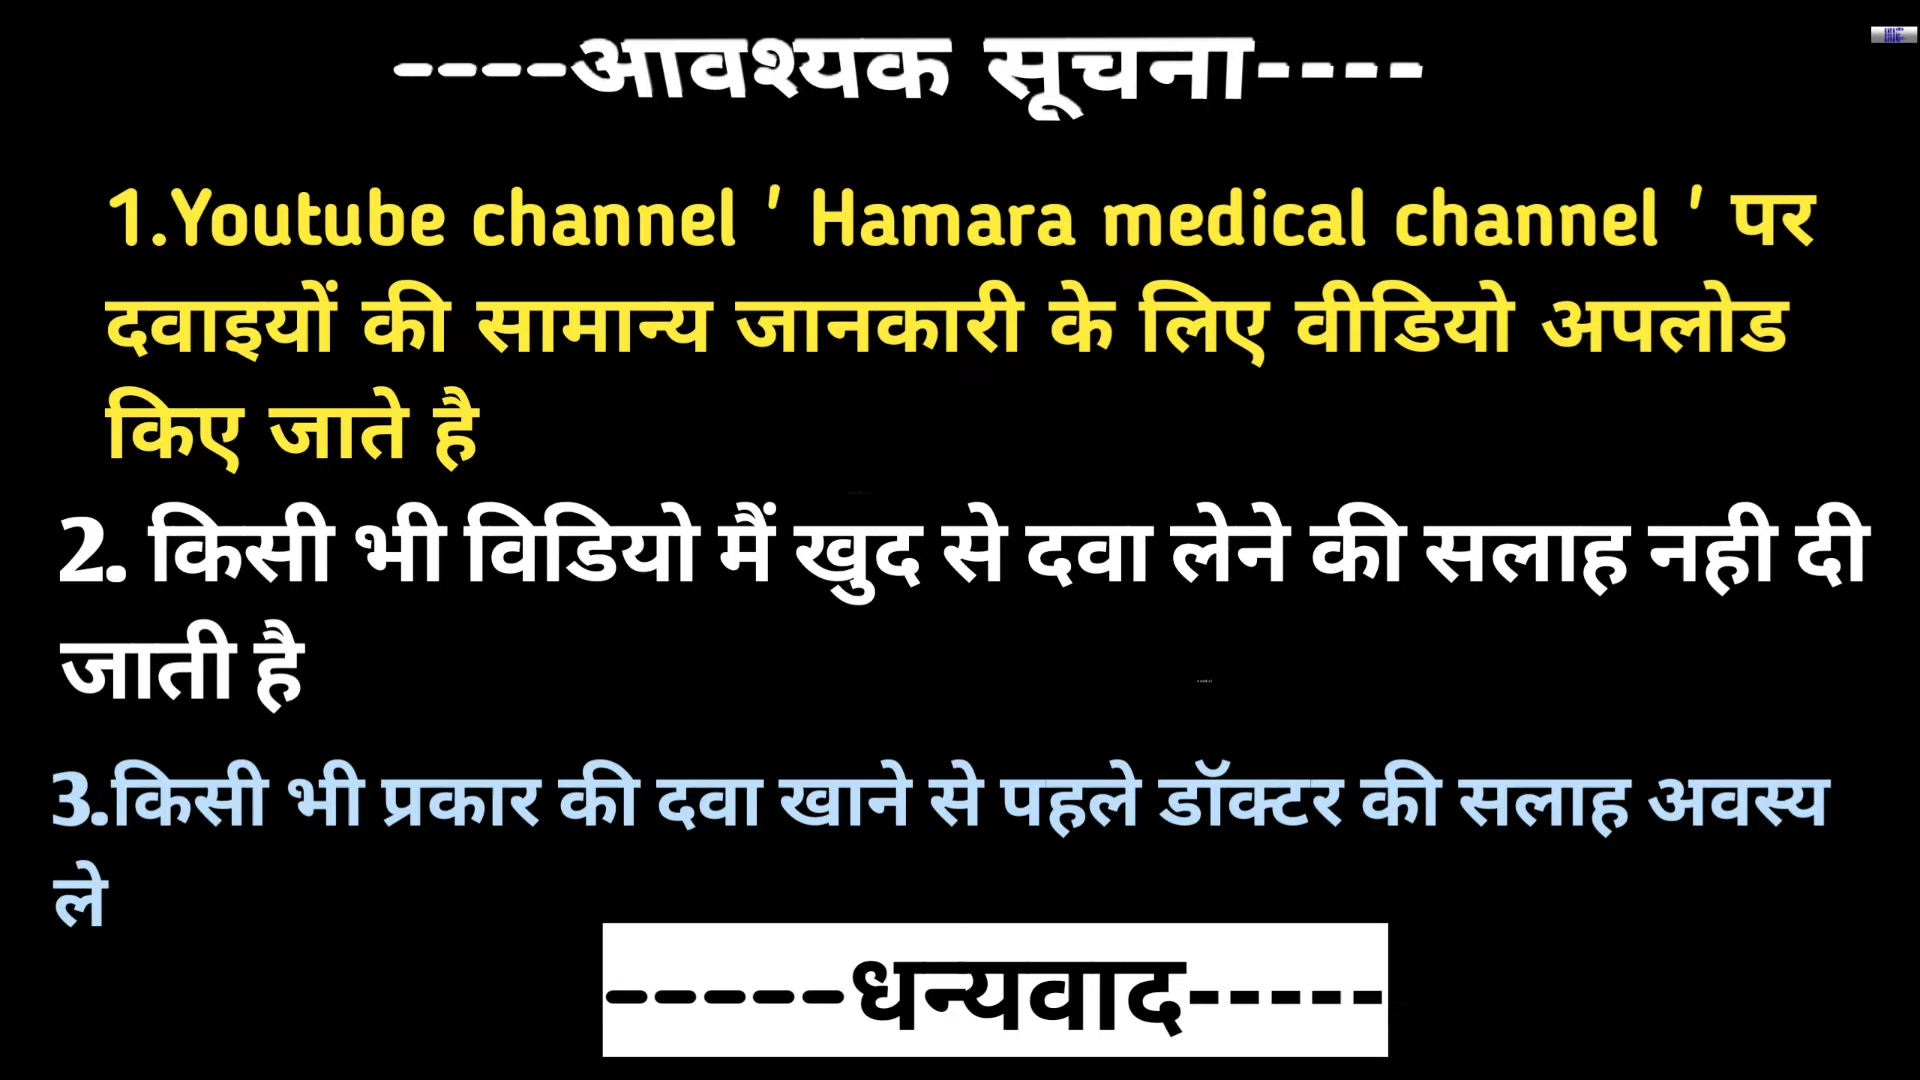 ----आवश्यक सूचना----
1.Youtube channel ' Hamara medical channel ' पर
दवाइयों की सामान्य जानकारी के लिए वीडियो अपलोड
किए जाते है
2. किसी भी विडियो मैं खुद से दवा लेने की सलाह नही दी
जाती है
3.किसी भी प्रकार की दवा खाने से पहले डॉक्टर की सलाह अवस्य
ले
-----धन्यवाद-----